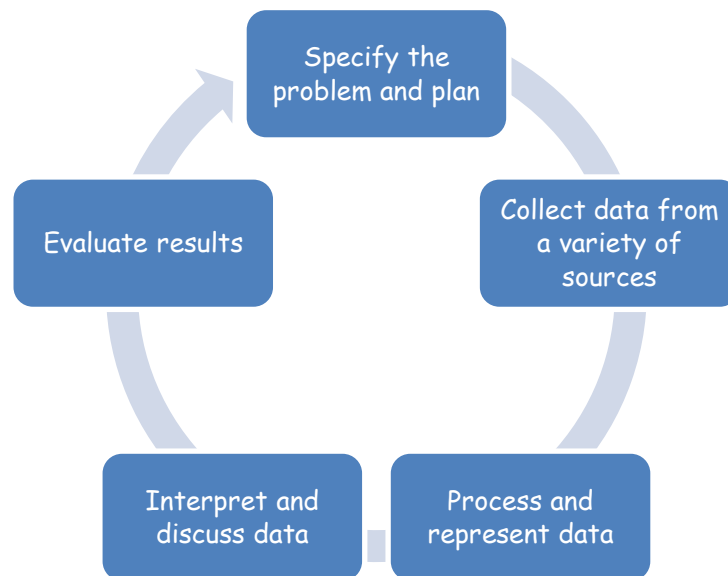 Specify the
problem and plan
Collect data from
a variety of
sources
Process and
represent data
Interpret and
discuss data
Evaluate results